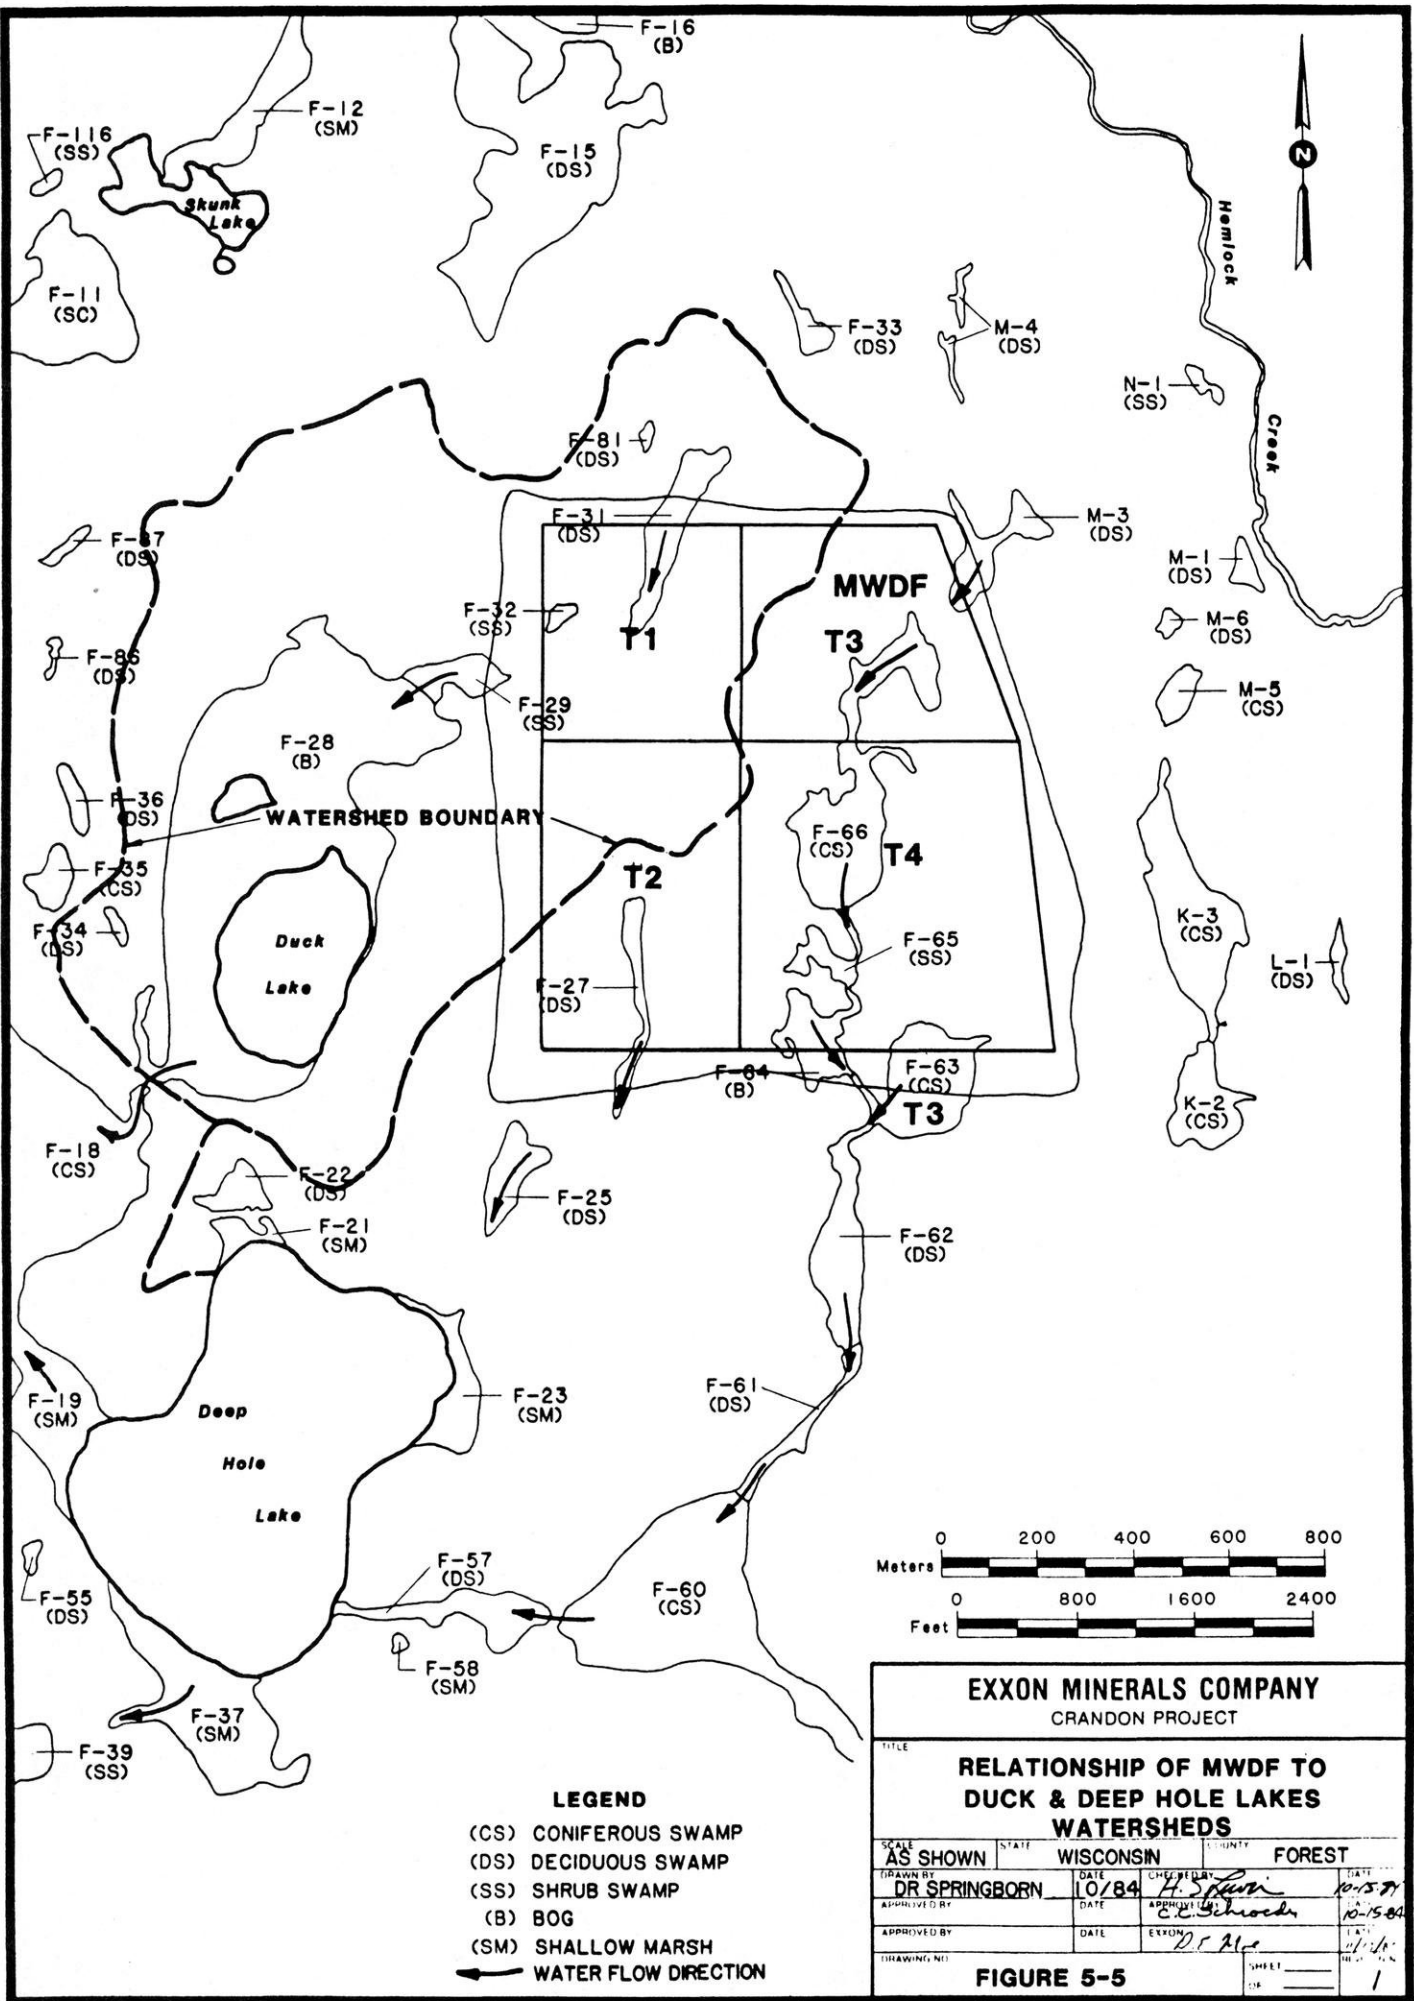 F-16
(B)
F-12
(SM)
F-116
(SS)
F-15
(DS)
N
Skunk
Lake
Hemlock
F-11
(SC)
F-33
(DS)
M-4
(DS)
N-1
(SS)
Creek
F-81
(DS)
F-31
(DS)
M-3
(DS)
F-87
(DS)
M-1
(DS)
MWDF
F-32
(SS)
T1
T3
M-6
(DS)
F-86
(DS)
F-29
(SS)
M-5
(CS)
F-28
(B)
F-36
(DS)
WATERSHED BOUNDARY
F-66
(CS)
T4
F-35
(CS)
T2
F-34
(DS)
Duck
Lake
F-65
(SS)
K-3
(CS)
L-1
(DS)
F-27
(DS)
F-64
(B)
F-63
(CS)
T3
K-2
(CS)
F-18
(CS)
F-22
(DS)
F-25
(DS)
F-21
(SM)
F-62
(DS)
F-19
(SM)
F-23
(SM)
F-61
(DS)
Deep
Hole
Lake
0 200 400 600 800
Meters
0 800 1600 2400
Feet
F-57
(DS)
F-55
(DS)
F-60
(CS)
F-58
(SM)
F-37
(SM)
F-39
(SS)
LEGEND
(CS) CONIFEROUS SWAMP
(DS) DECIDUOUS SWAMP
(SS) SHRUB SWAMP
(B) BOG
(SM) SHALLOW MARSH
WATER FLOW DIRECTION
EXXON MINERALS COMPANY
CRANDON PROJECT
TITLE
RELATIONSHIP OF MWDF TO
DUCK & DEEP HOLE LAKES
WATERSHEDS
SCALE AS SHOWN STATE WISCONSIN COUNTY FOREST
DRAWN BY DR SPRINGBORN DATE 10/84 CHECKED BY DATE
APPROVED BY DATE APPROVED BY C.C. Schroeder DATE 10-15-84
APPROVED BY DATE EXXON DATE
DRAWING NO. FIGURE 5-5 SHEET OF 1